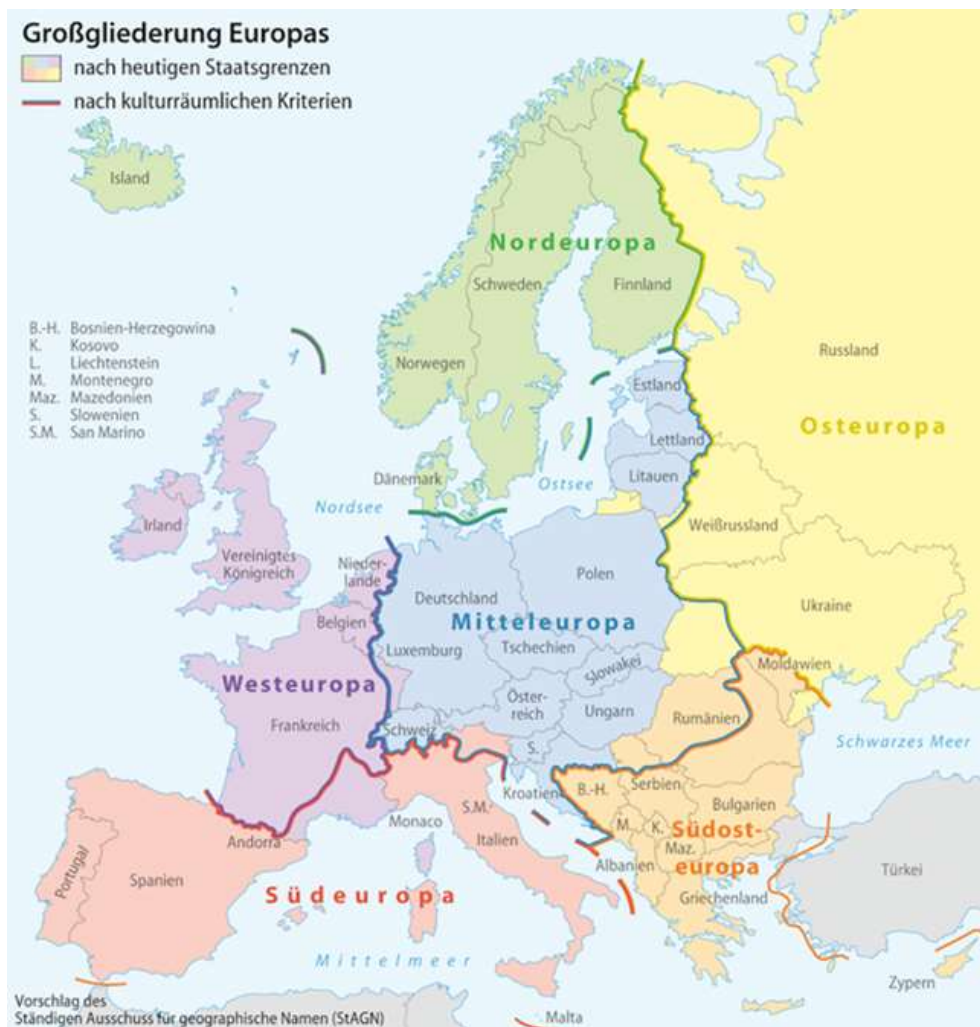 Großgliederung Europas
nach heutigen Staatsgrenzen
nach kulturräumlichen Kriterien
Island
Nordeuropa
Schweden
Finnland
B.-H. Bosnien-Herzegowina
K. Kosovo
L. Liechtenstein
M. Montenegro
Maz. Mazedonien
S. Slowenien
S.M. San Marino
Norwegen
Russland
Estland
Osteuropa
Lettland
Dänemark
Litauen
Ostsee
Nordsee
Irland
Weißrussland
Vereinigtes
Königreich
Nieder-
lande
Polen
Deutschland
Ukraine
Belgien
Mitteleuropa
Luxemburg
Tschechien
Slowakei
Moldawien
Westeuropa
Öster-
reich
Ungarn
Rumänien
Frankreich
Schweiz
S.
Schwarzes Meer
Kroatien
B.-H.
Serbien
S.M.
Monaco
Italien
Bulgarien
Andorra
M.
K.
Maz.
Südost-
europa
Albanien
Türkei
Portugal
Spanien
Südeuropa
Griechenland
Mittelmeer
Zypern
Vorschlag des
Ständigen Ausschuss für geographische Namen (StAGN)
Malta